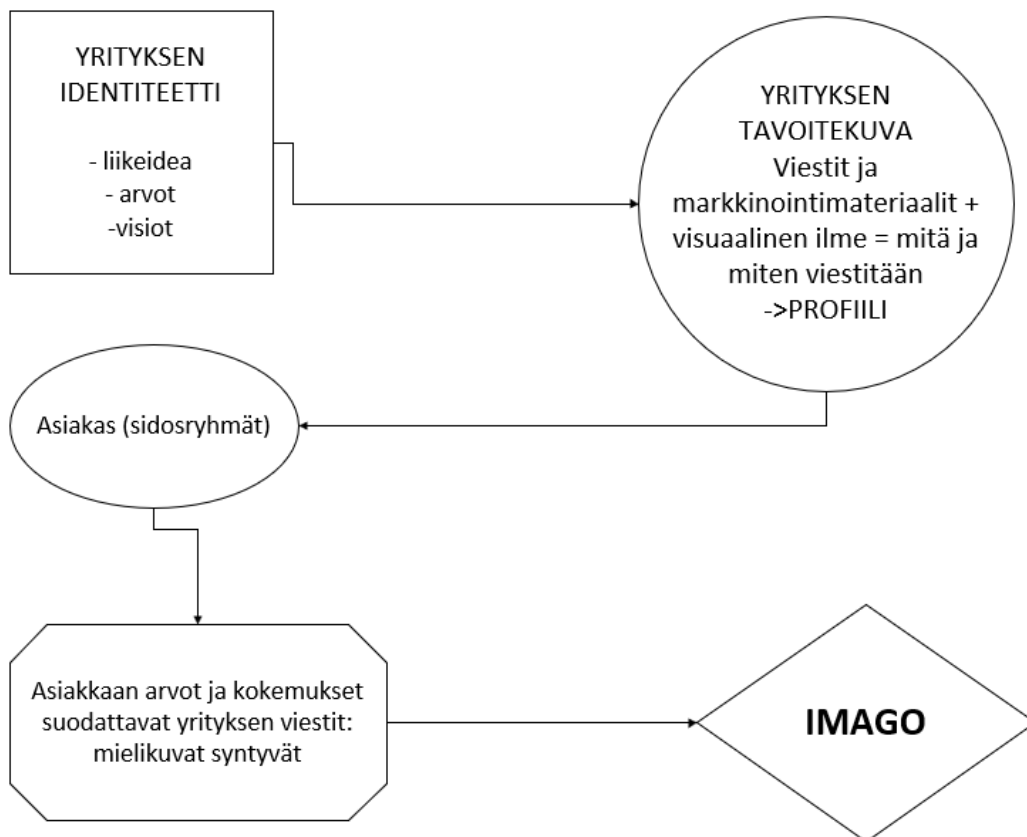 YRITYKSEN
IDENTITEETTI
- liikeidea
- arvot
-visiot
YRITYKSEN
TAVOITEKUVA
Viestit ja
markkinointimateriaalit +
visuaalinen ilme = mitä ja
miten viestitään
->PROFIILI
Asiakas (sidosryhmät)
Asiakkaan arvot ja kokemukset
suodattavat yrityksen viestit:
mielikuvat syntyvät
IMAGO